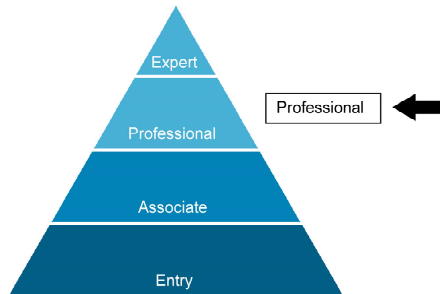 Expert
Professional
Professional
Associate
Entry